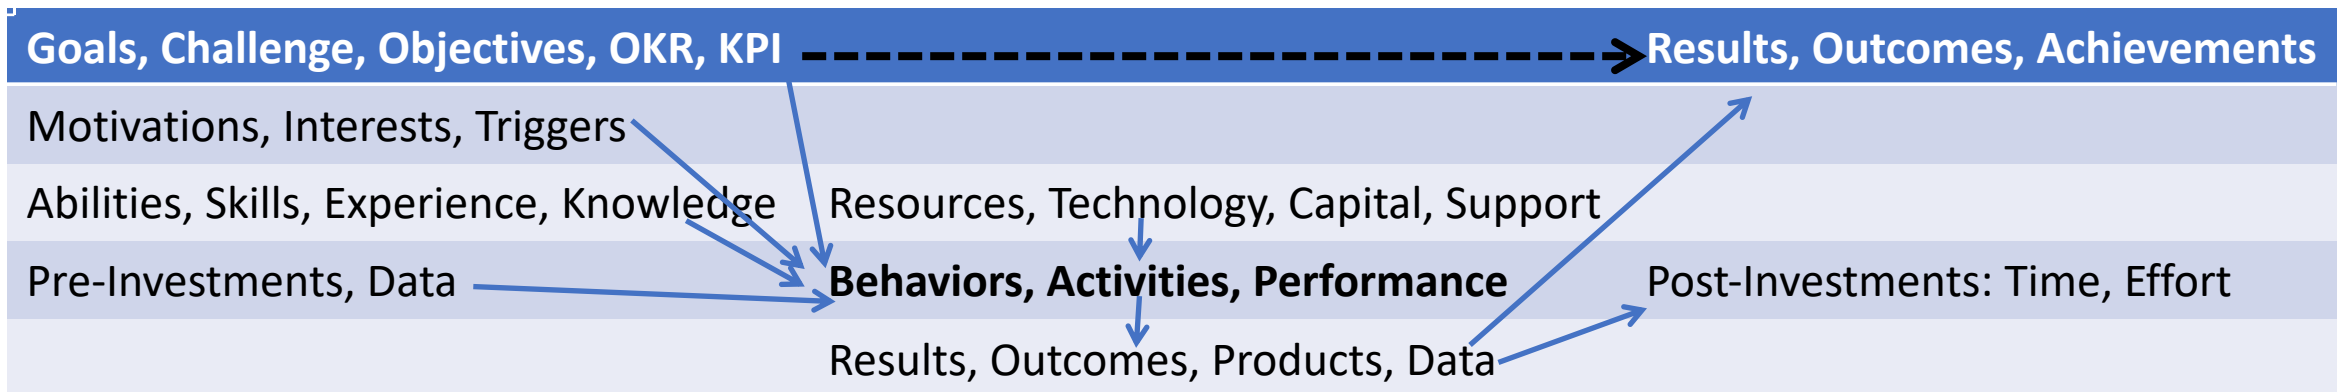 Goals, Challenge, Objectives, OKR, KPI
Results, Outcomes, Achievements
Motivations, Interests, Triggers
Abilities, Skills, Experience, Knowledge
Resources, Technology, Capital, Support
Pre-Investments, Data
Behaviors, Activities, Performance
Post-Investments: Time, Effort
Results, Outcomes, Products, Data